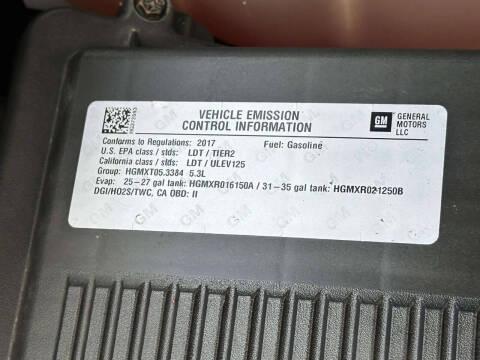 VEHICLE EMISSION
CONTROL INFORMATION
GM
GENERAL
MOTORS
LLC
Conforms to Regulations: 2017 Fuel: Gasoline
U.S. EPA class / stds: LDT / TIER2
California class / stds: LDT / ULEV125
Group: HGMXT05.3384 5.3L
Evap: 25-27 gal tank: HGMXR016150A / 31-35 gal tank: HGMXR021250B
DGI/HO2S/TWC, CA OBD: II